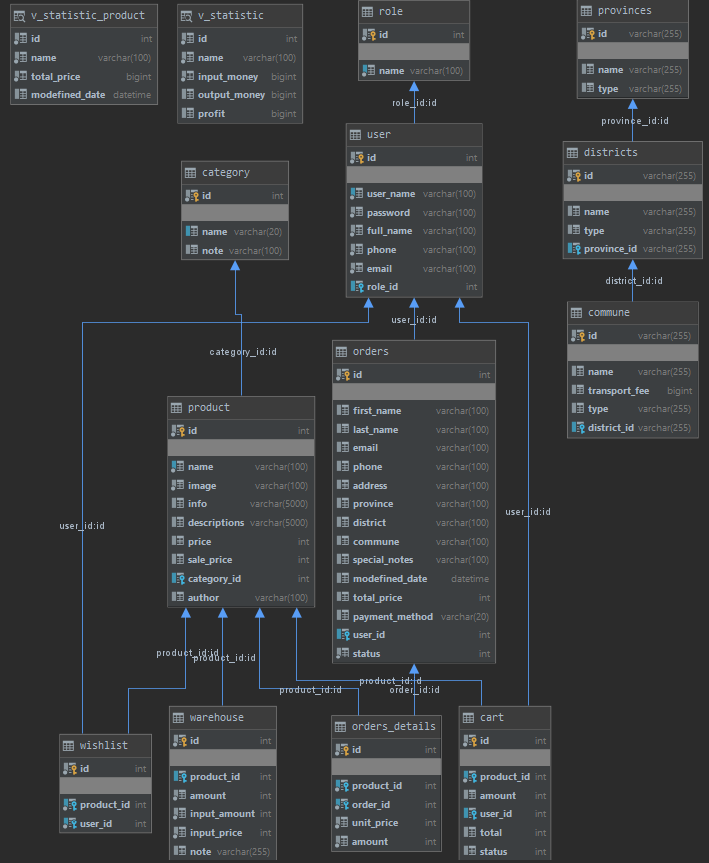 v_statistic_product
id int
name varchar(100)
total_price bigint
modefined_date datetime
v_statistic
id int
name varchar(100)
input_money bigint
output_money bigint
profit bigint
role
id int
name varchar(100)
provinces
id varchar(255)
name varchar(255)
type varchar(255)
role_id:id
province_id:id
user
id int
user_name varchar(100)
password varchar(100)
full_name varchar(100)
phone varchar(100)
email varchar(100)
role_id int
districts
id varchar(255)
name varchar(255)
type varchar(255)
province_id varchar(255)
category
id int
name varchar(20)
note varchar(100)
district_id:id
user_id:id
category_id:id
commune
id varchar(255)
name varchar(255)
transport_fee bigint
type varchar(255)
district_id varchar(255)
orders
id int
first_name varchar(100)
last_name varchar(100)
email varchar(100)
phone varchar(100)
address varchar(100)
province varchar(100)
district varchar(100)
commune varchar(100)
special_notes varchar(100)
modefined_date datetime
total_price int
payment_method varchar(20)
user_id int
status int
product
id int
name varchar(100)
image varchar(100)
info varchar(5000)
descriptions varchar(5000)
price int
sale_price int
category_id int
author varchar(100)
user_id:id
user_id:id
product_id:id
product_id:id
product_id:id
product_id:id
order_id:id
wishlist
id int
product_id int
user_id int
warehouse
id int
product_id int
amount int
input_amount int
input_price int
note varchar(255)
orders_details
id int
product_id int
order_id int
unit_price int
amount int
cart
id int
product_id int
amount int
user_id int
total int
status int